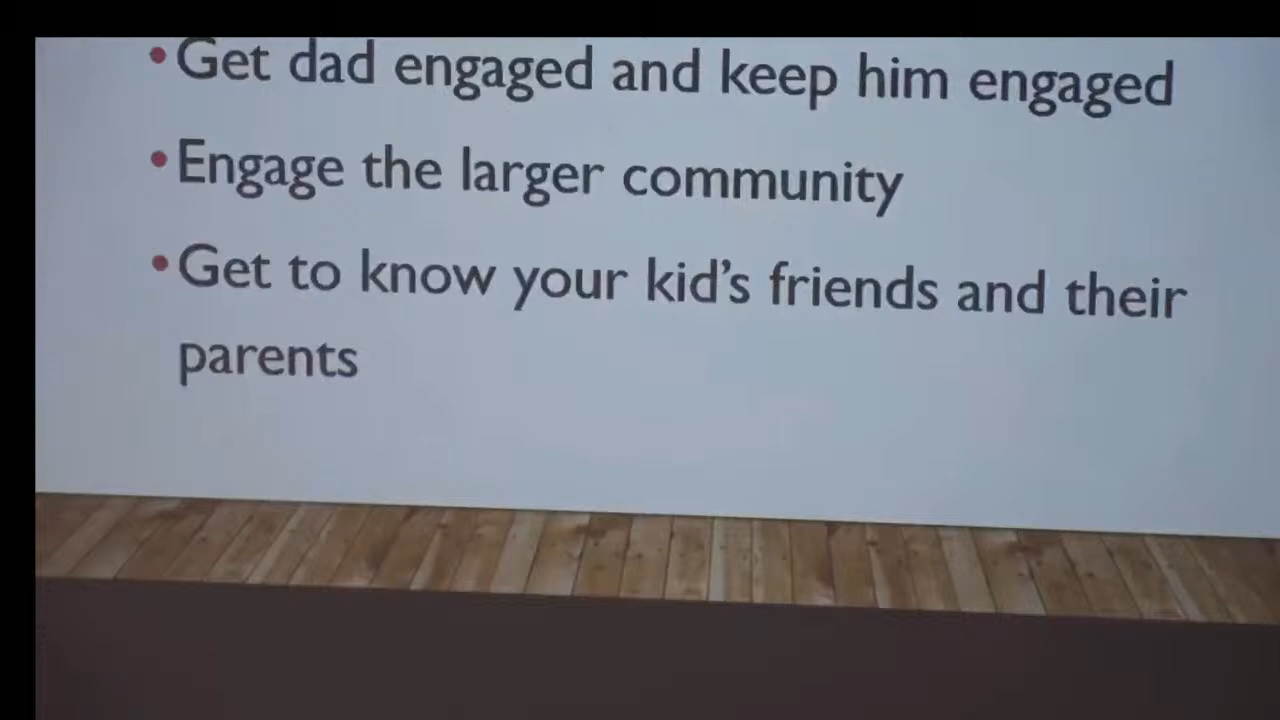 •Get dad engaged and keep him engaged
•Engage the larger community
•Get to know your kid's friends and their
parents